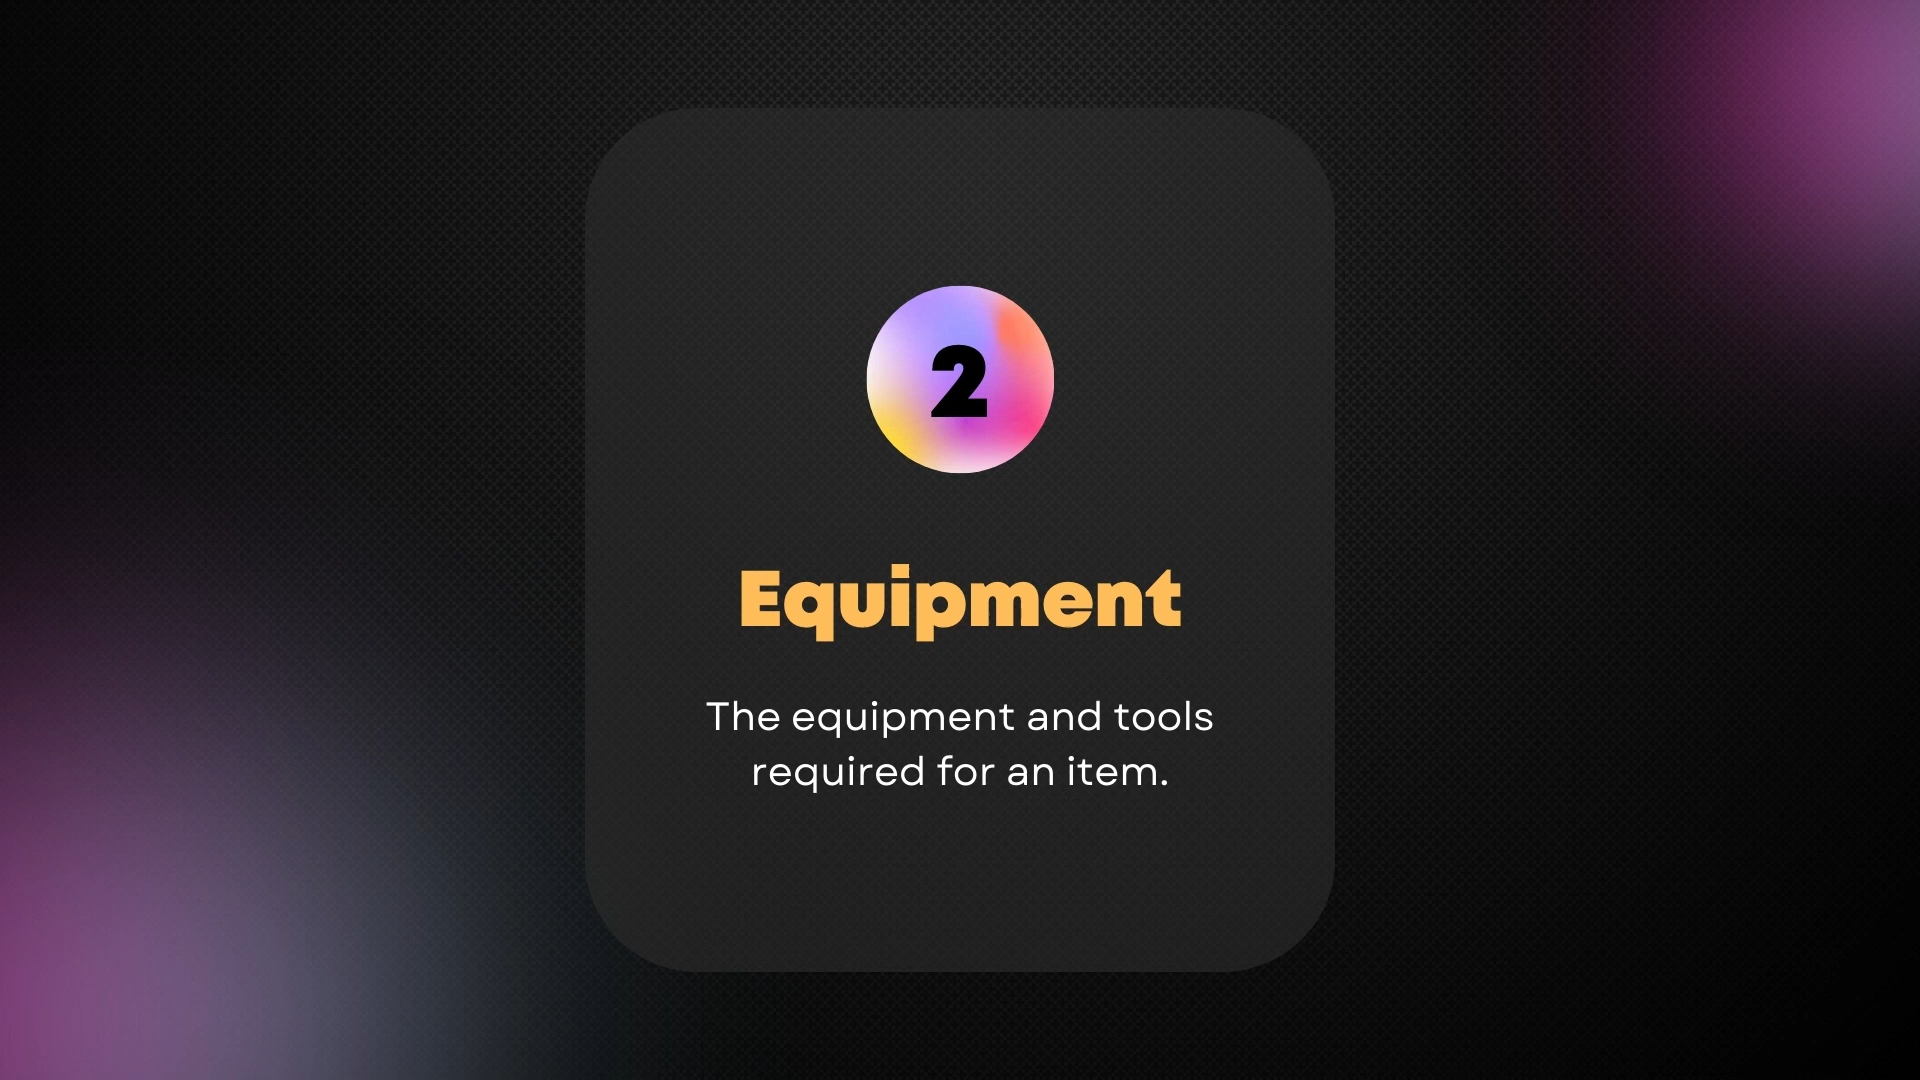 2
Equipment
The equipment and tools
required for an item.